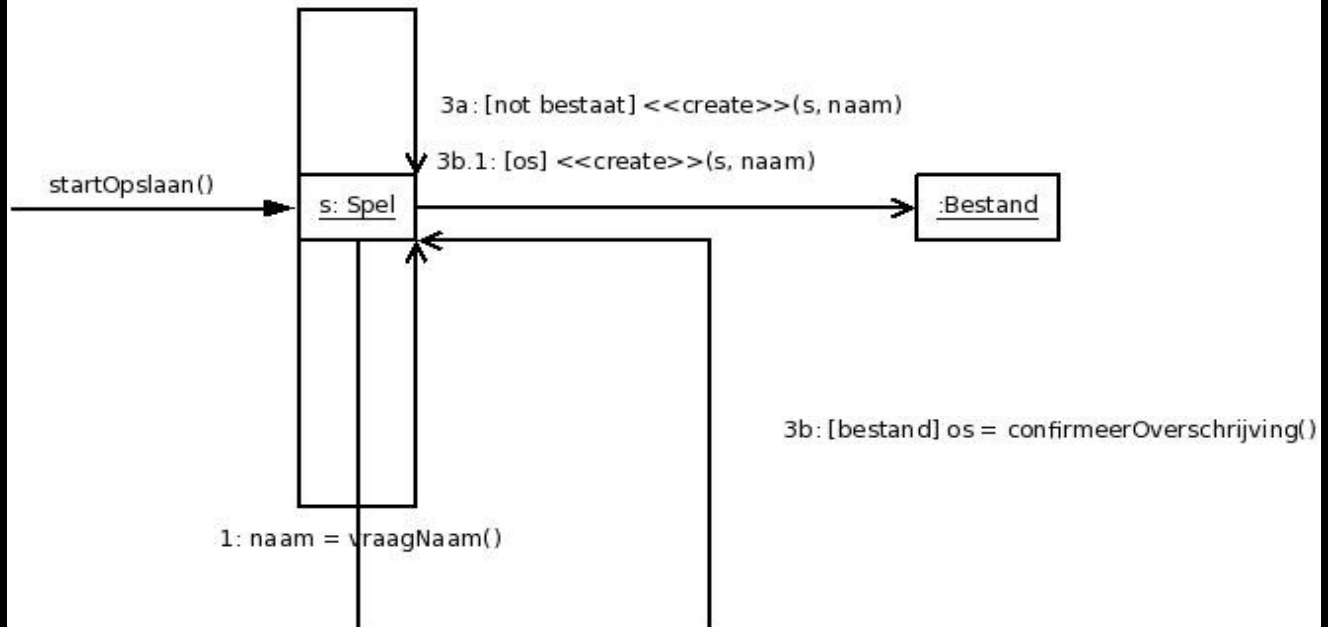 3a: [not bestaat] <<create>>(s, naam)
3b.1: [os] <<create>>(s, naam)
startOpslaan()
s: Spel
:Bestand
3b: [bestand] os = confirmeerOverschrijving()
1: naam = vraagNaam()